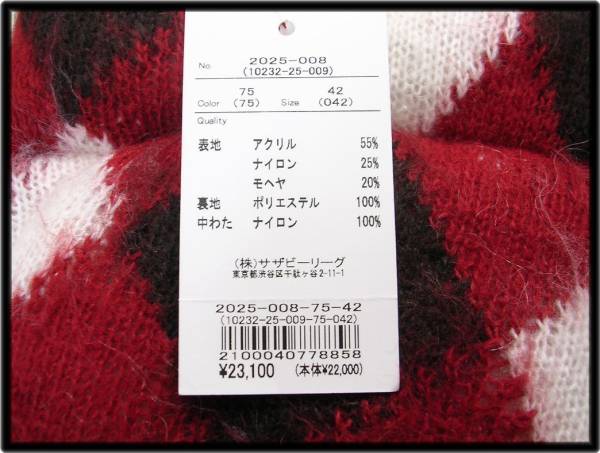 No. 2025-008
(10232-25-009)
75 42
Color (75) Size (042)
Quality
表地 アクリル 55%
ナイロン 25%
モヘヤ 20%
裏地 ポリエステル 100%
中わた ナイロン 100%
(株)サザビーリーグ
東京都渋谷区千駄ヶ谷2-11-1
2025-008-75-42
(10232-25-009-75-042)
2100040778858
¥23,100 (本体¥22,000)